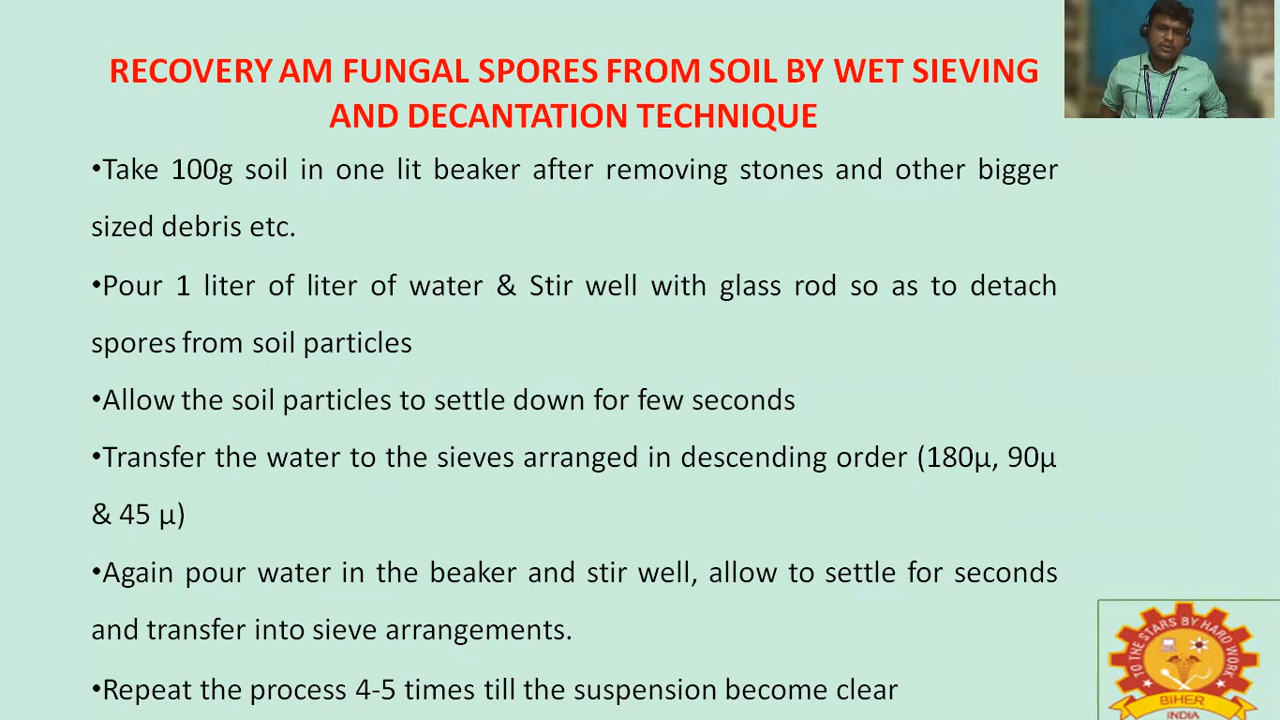 RECOVERY AM FUNGAL SPORES FROM SOIL BY WET SIEVING
AND DECANTATION TECHNIQUE
•Take 100g soil in one lit beaker after removing stones and other bigger
sized debris etc.
•Pour 1 liter of liter of water & Stir well with glass rod so as to detach
spores from soil particles
•Allow the soil particles to settle down for few seconds
•Transfer the water to the sieves arranged in descending order (180µ, 90µ
& 45 µ)
•Again pour water in the beaker and stir well, allow to settle for seconds
and transfer into sieve arrangements.
•Repeat the process 4-5 times till the suspension become clear
TO THE STARS BY HARD WORK
BIHER
INDIA